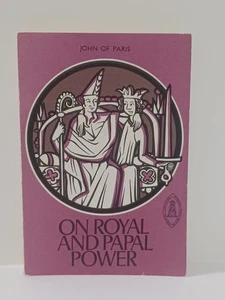 JOHN OF PARIS
ON ROYAL
AND PAPAL
POWER